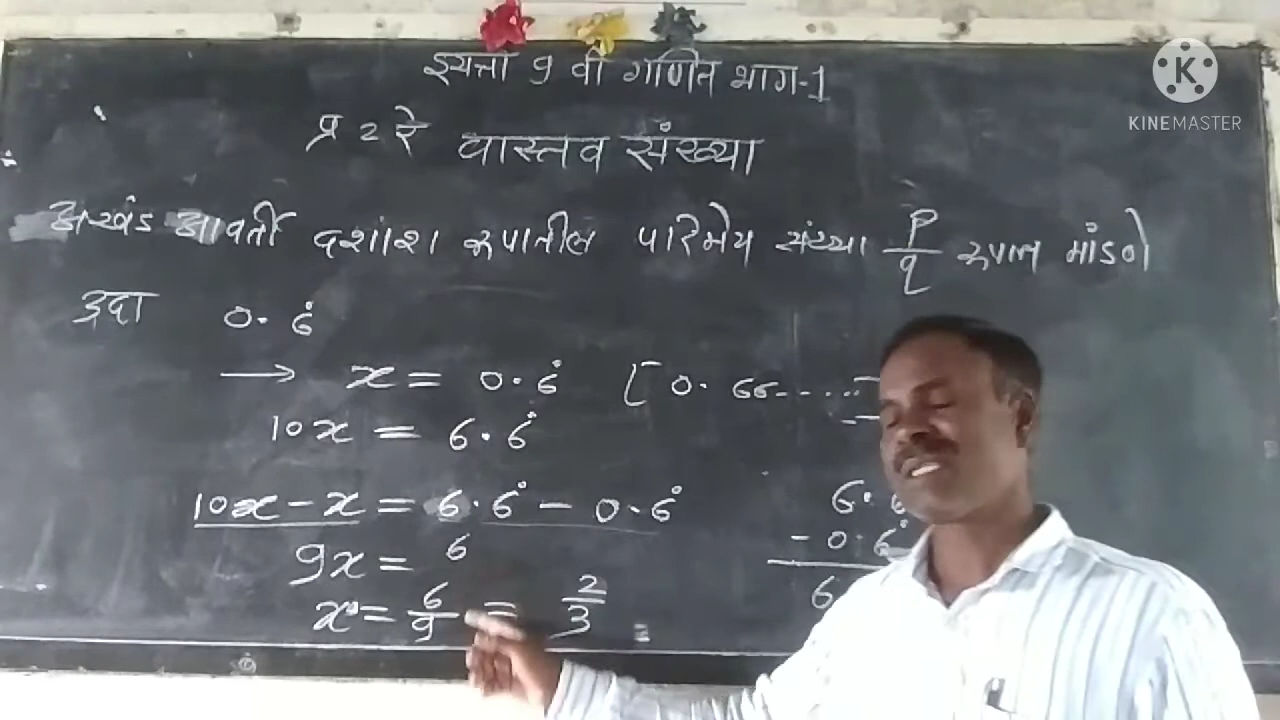 इयत्ता 9 वी गणित भाग-1
K
KINEMASTER
प्र 2 रे वास्तव संख्या
अखंड आवर्ती दशांश रूपातील परिमेय संख्या p/q रूपात मांडणे
उदा 0.6̇
→ x = 0.6̇ [0.66-----
10x = 6.6̇
10x - x = 6.6̇ - 0.6̇
9x = 6
x = 6/9 = 2/3
6.6
- 0.6̇
6